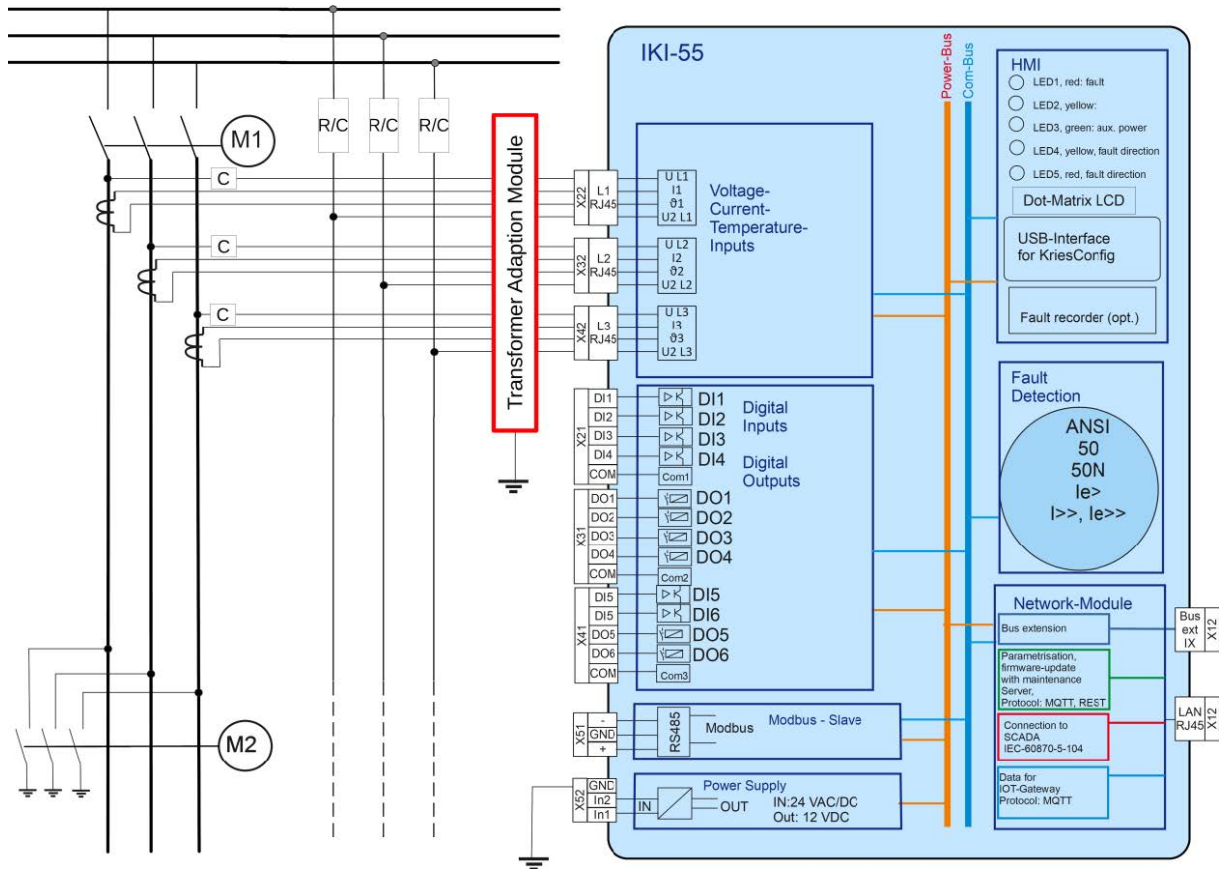 IKI-55
Power-Bus
Com-Bus
M1
R/C
R/C
R/C
C
C
C
Transformer Adaption Module
M2
X22
L1
RJ45
U L1
I1
ϑ1
U2 L1
X32
L2
RJ45
U L2
I2
ϑ2
U2 L2
X42
L3
RJ45
U L3
I3
ϑ3
U2 L3
Voltage-
Current-
Temperature-
Inputs
X21
DI1
DI2
DI3
DI4
COM
DI1
DI2
DI3
DI4
Com1
Digital
Inputs
Digital
Outputs
X31
DO1
DO2
DO3
DO4
COM
DO1
DO2
DO3
DO4
Com2
X41
DI5
DI5
DO5
DO6
COM
DI5
DI6
DO5
DO6
Com3
X51
-
GND
+
RS485
Modbus
Modbus - Slave
X52
GND
In2
In1
IN
OUT
Power Supply
IN:24 VAC/DC
Out: 12 VDC
HMI
LED1, red: fault
LED2, yellow:
LED3, green: aux. power
LED4, yellow, fault direction
LED5, red, fault direction
Dot-Matrix LCD
USB-Interface
for KriesConfig
Fault recorder (opt.)
Fault
Detection
ANSI
50
50N
Ie>
I>>, Ie>>
Network-Module
Bus extension
Parametrisation,
firmware-update
with maintenance
Server,
Protocol: MQTT, REST
Connection to
SCADA
IEC-60870-5-104
Data for
IOT-Gateway
Protocol: MQTT
Bus
ext
IX
X12
LAN
RJ45
X12